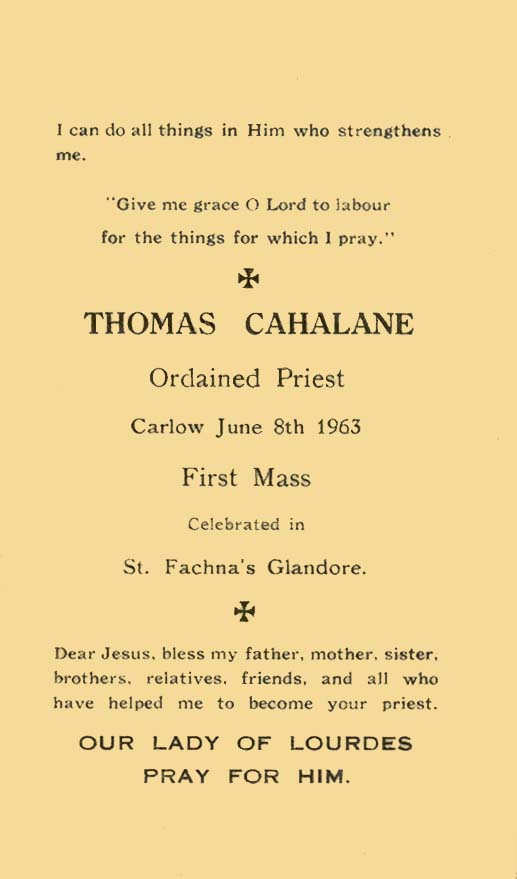 I can do all things in Him who strengthens
me.
"Give me grace O Lord to labour
for the things for which I pray."
✠
THOMAS CAHALANE
Ordained Priest
Carlow June 8th 1963
First Mass
Celebrated in
St. Fachna's Glandore.
✠
Dear Jesus, bless my father, mother, sister,
brothers, relatives, friends, and all who
have helped me to become your priest.
OUR LADY OF LOURDES
PRAY FOR HIM.